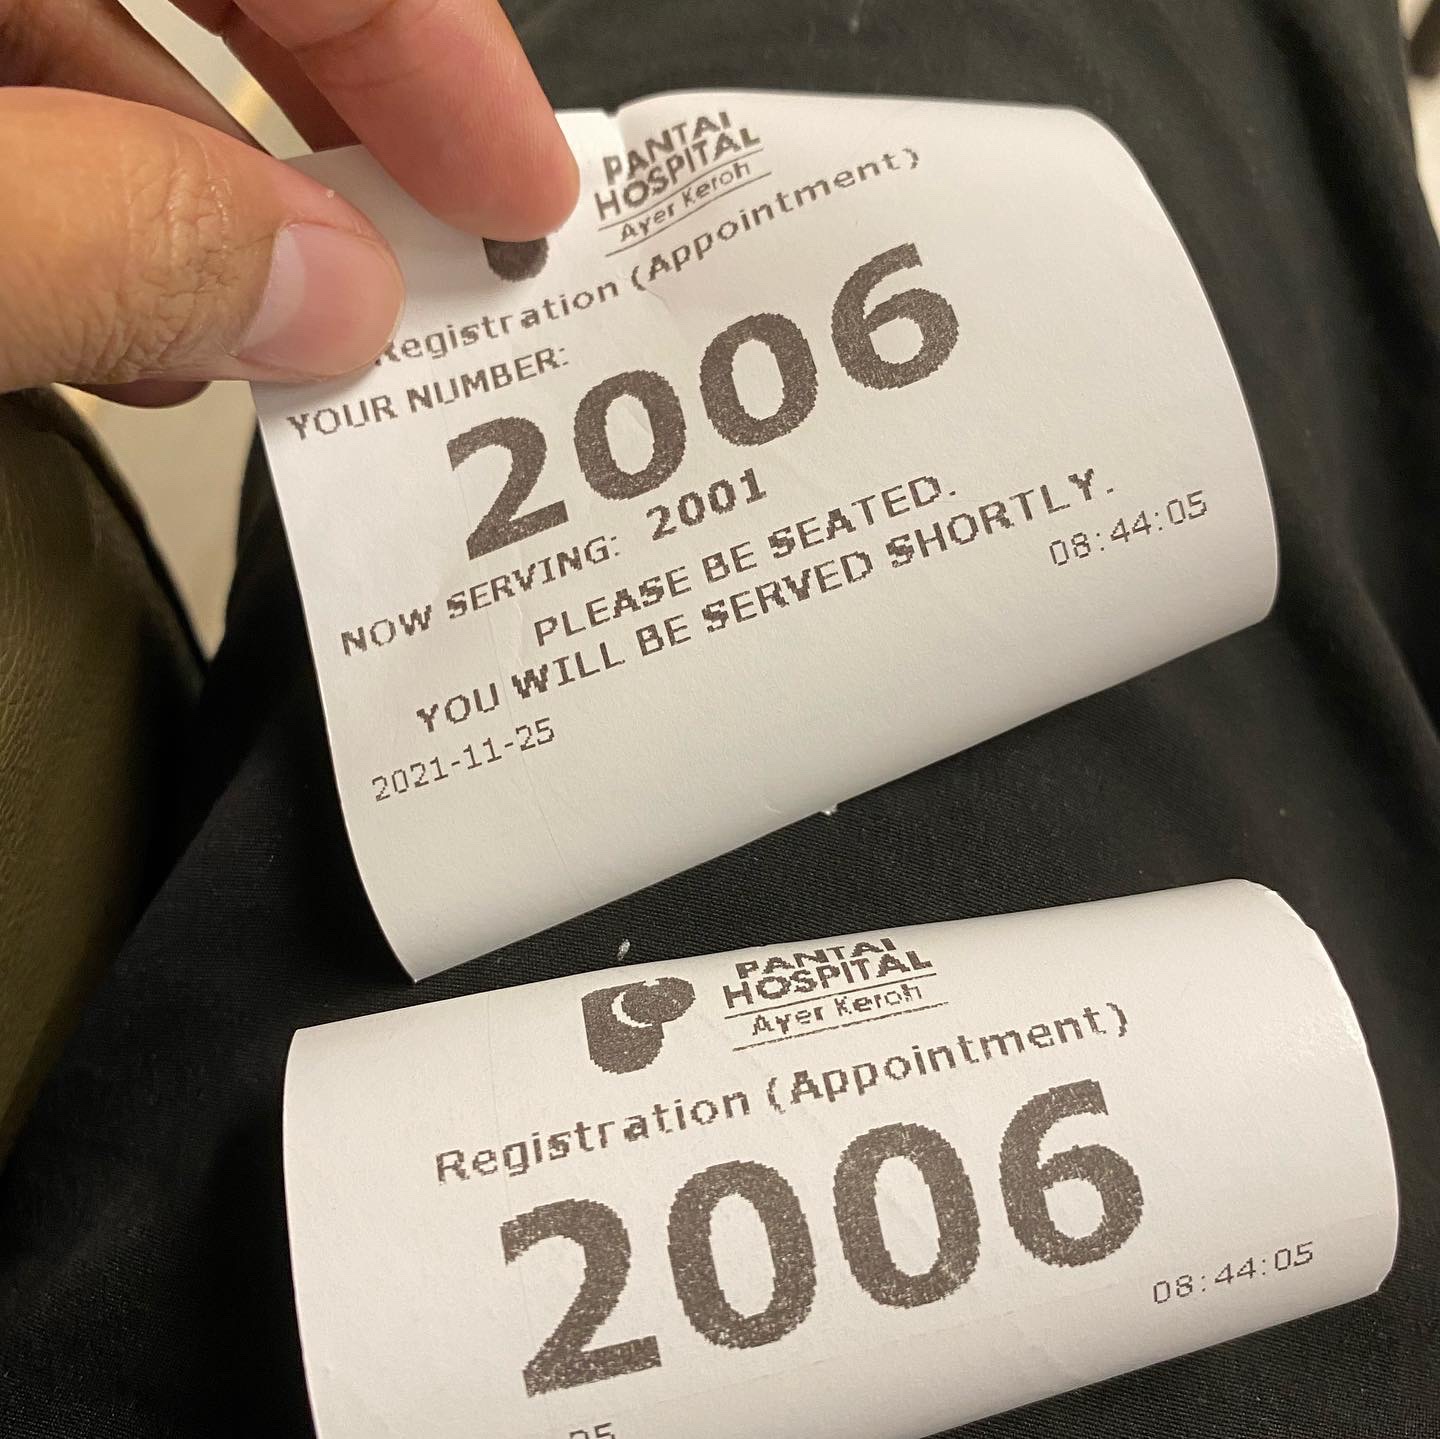 PANTAI
HOSPITAL
Ayer Keroh
Registration (Appointment)
YOUR NUMBER:
2006
NOW SERVING: 2001
PLEASE BE SEATED.
YOU WILL BE SERVED SHORTLY.
2021-11-25 08:44:05
PANTAI
HOSPITAL
Ayer Keroh
Registration (Appointment)
2006
08:44:05